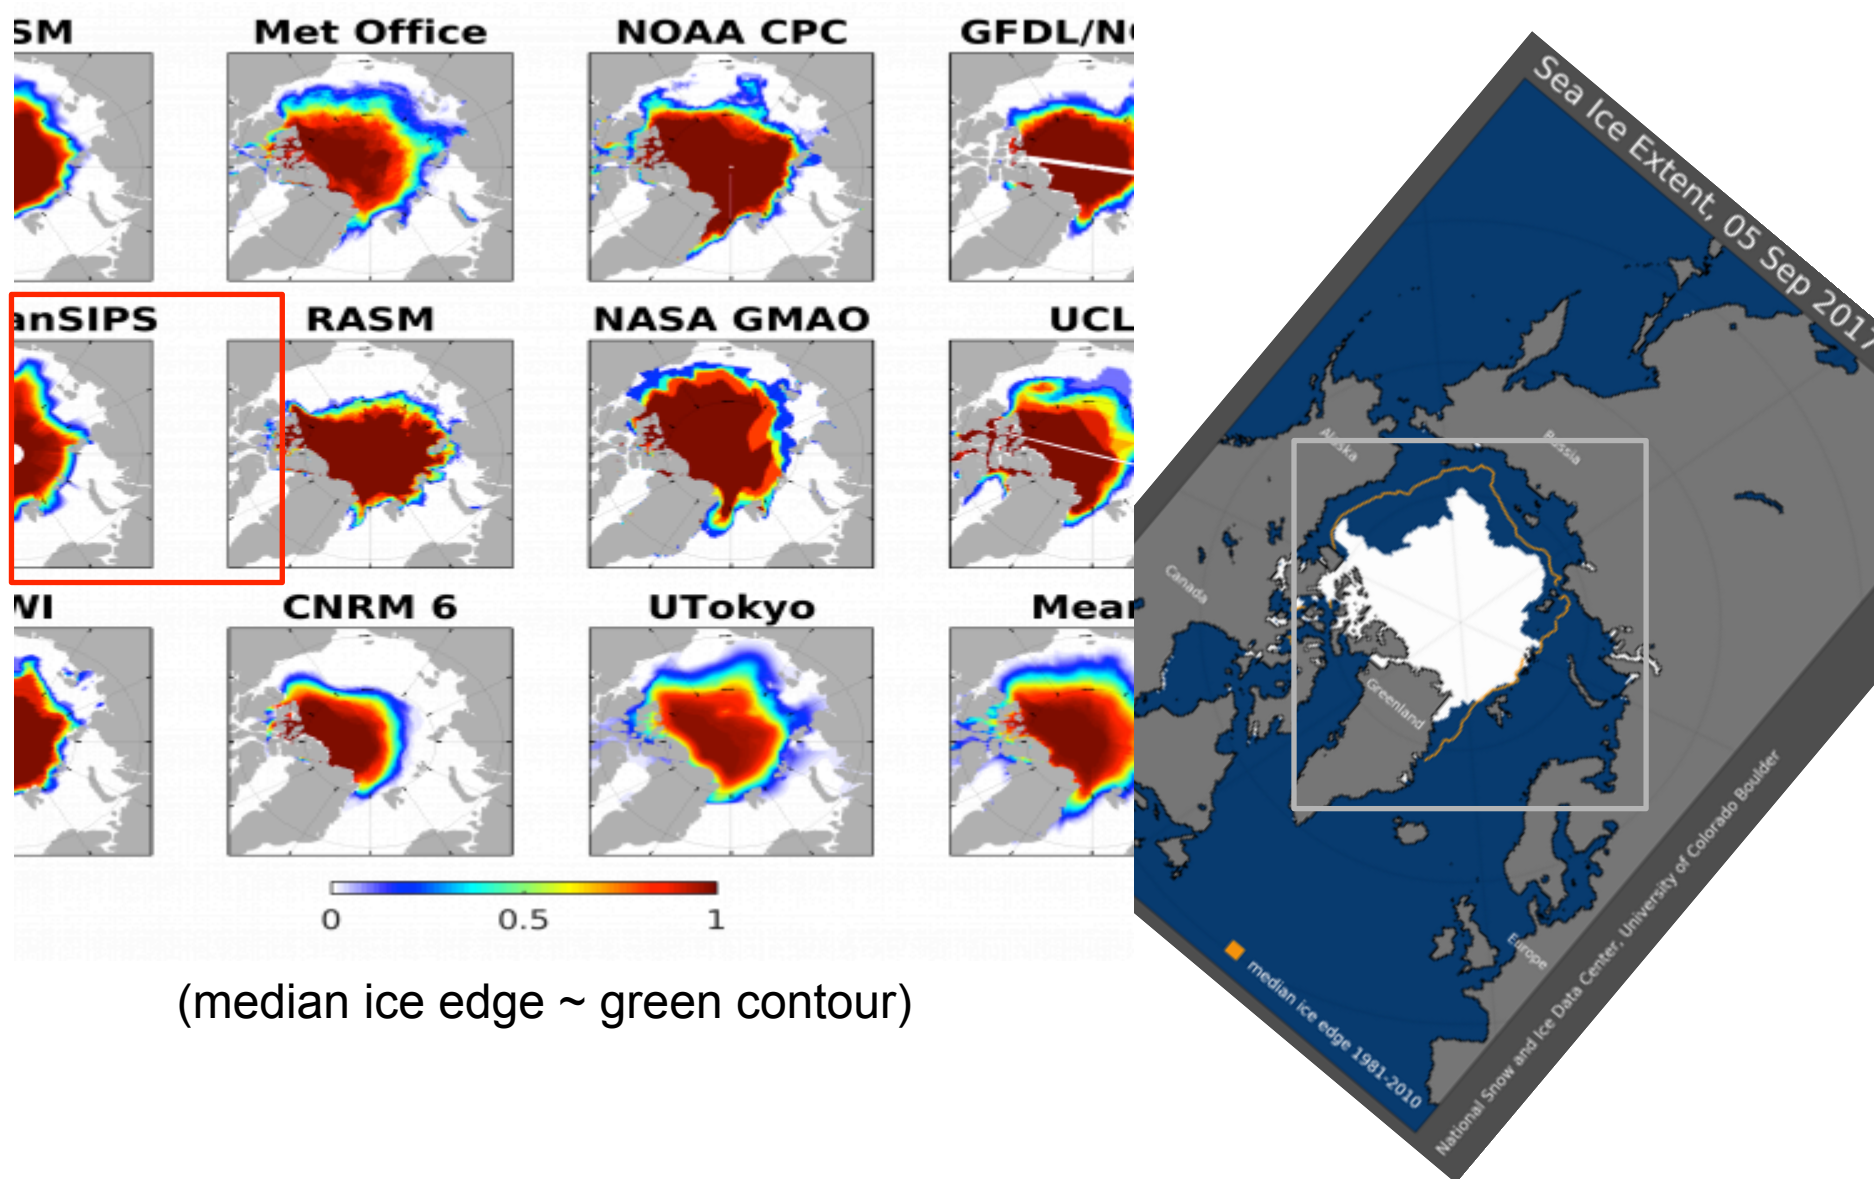 SM Met Office NOAA CPC GFDL/N
anSIPS RASM NASA GMAO UCL
WI CNRM 6 UTokyo Mear
0 0.5 1
(median ice edge ~ green contour)
Sea Ice Extent, 05 Sep 2017
Alaska
Russia
Canada
Greenland
Europe
median ice edge 1981-2010
National Snow and Ice Data Center, University of Colorado Boulder